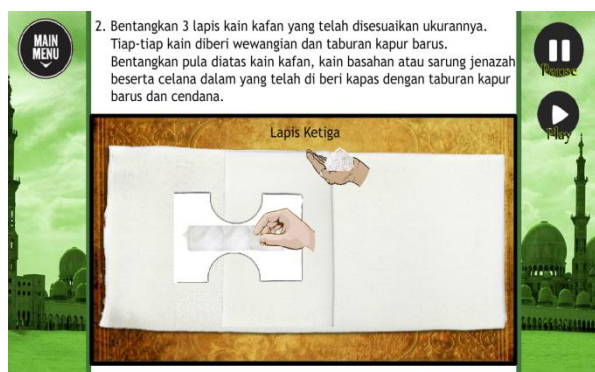 MAIN
MENU
2. Bentangkan 3 lapis kain kafan yang telah disesuaikan ukurannya.
Tiap-tiap kain diberi wewangian dan taburan kapur barus.
Bentangkan pula diatas kain kafan, kain basahan atau sarung jenazah
beserta celana dalam yang telah di beri kapas dengan taburan kapur
barus dan cendana.
Pause
Play
Lapis Ketiga